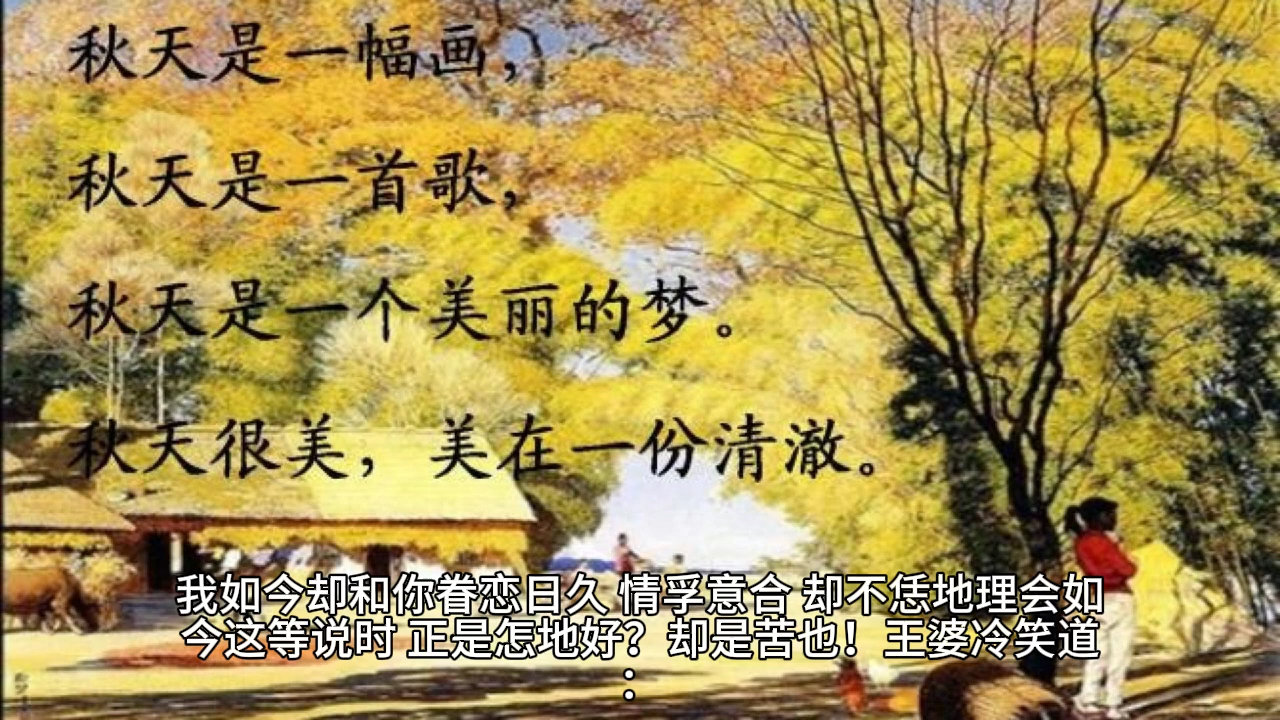 秋天是一幅画，
秋天是一首歌，
秋天是一个美丽的梦。
秋天很美，美在一份清澈。
我如今却和你眷恋日久 情孚意合 却不恁地理会如
今这等说时 正是怎地好？却是苦也！王婆冷笑道
：